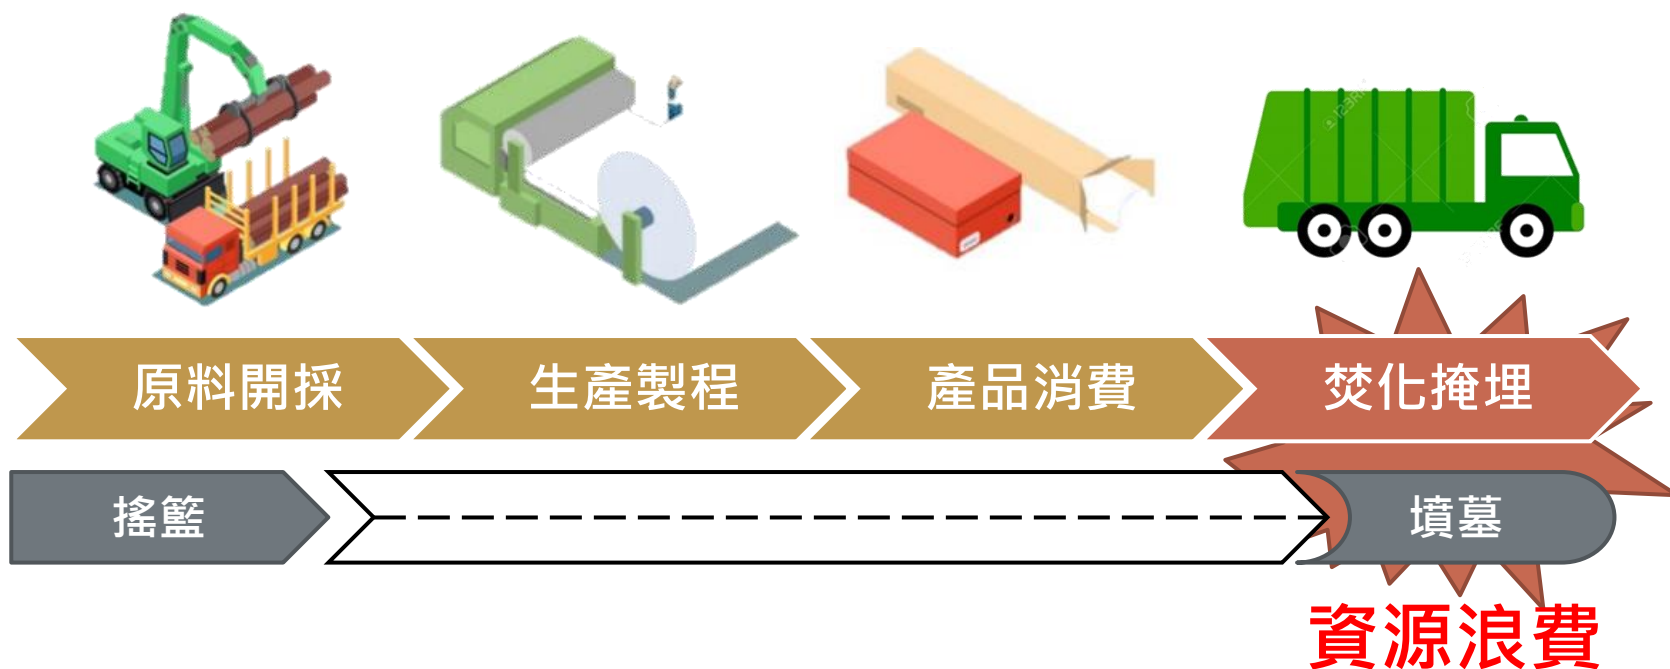 原料開採
生產製程
產品消費
焚化掩埋
搖籃
墳墓
資源浪費